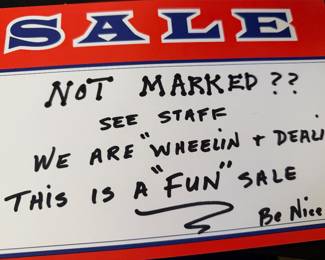 SALE
NOT MARKED??
SEE STAFF
WE ARE "WHEELIN + DEALI
THIS IS A "FUN" SALE
Be Nice